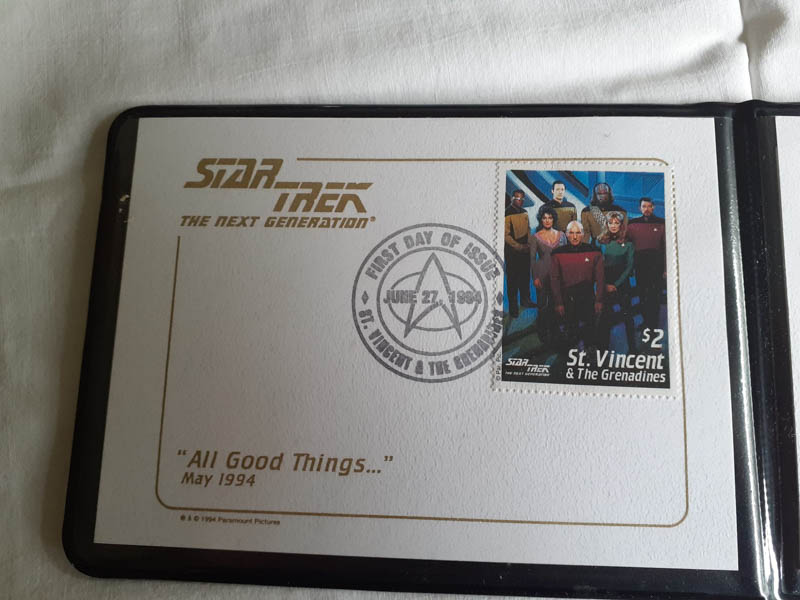 STAR TREK
THE NEXT GENERATION®
FIRST DAY OF ISSUE
JUNE 27, 1994
ST. VINCENT & THE GRENADINES
$2
St. Vincent
& The Grenadines
STAR TREK
THE NEXT GENERATION
"All Good Things..."
May 1994
® & © 1994 Paramount Pictures